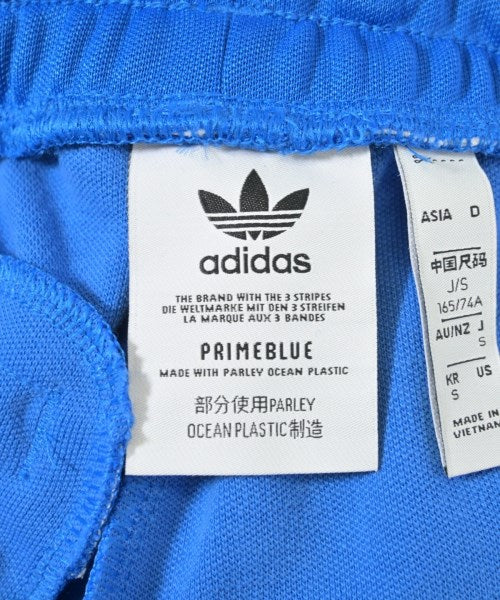 adidas
THE BRAND WITH THE 3 STRIPES
DIE WELTMARKE MIT DEN 3 STREIFEN
LA MARQUE AUX 3 BANDES
PRIMEBLUE
MADE WITH PARLEY OCEAN PLASTIC
部分使用PARLEY
OCEAN PLASTIC制造
ASIA D
中国尺码
J/S
165/74A
AU/NZ J
S
KR US
S
MADE IN
VIETNAM